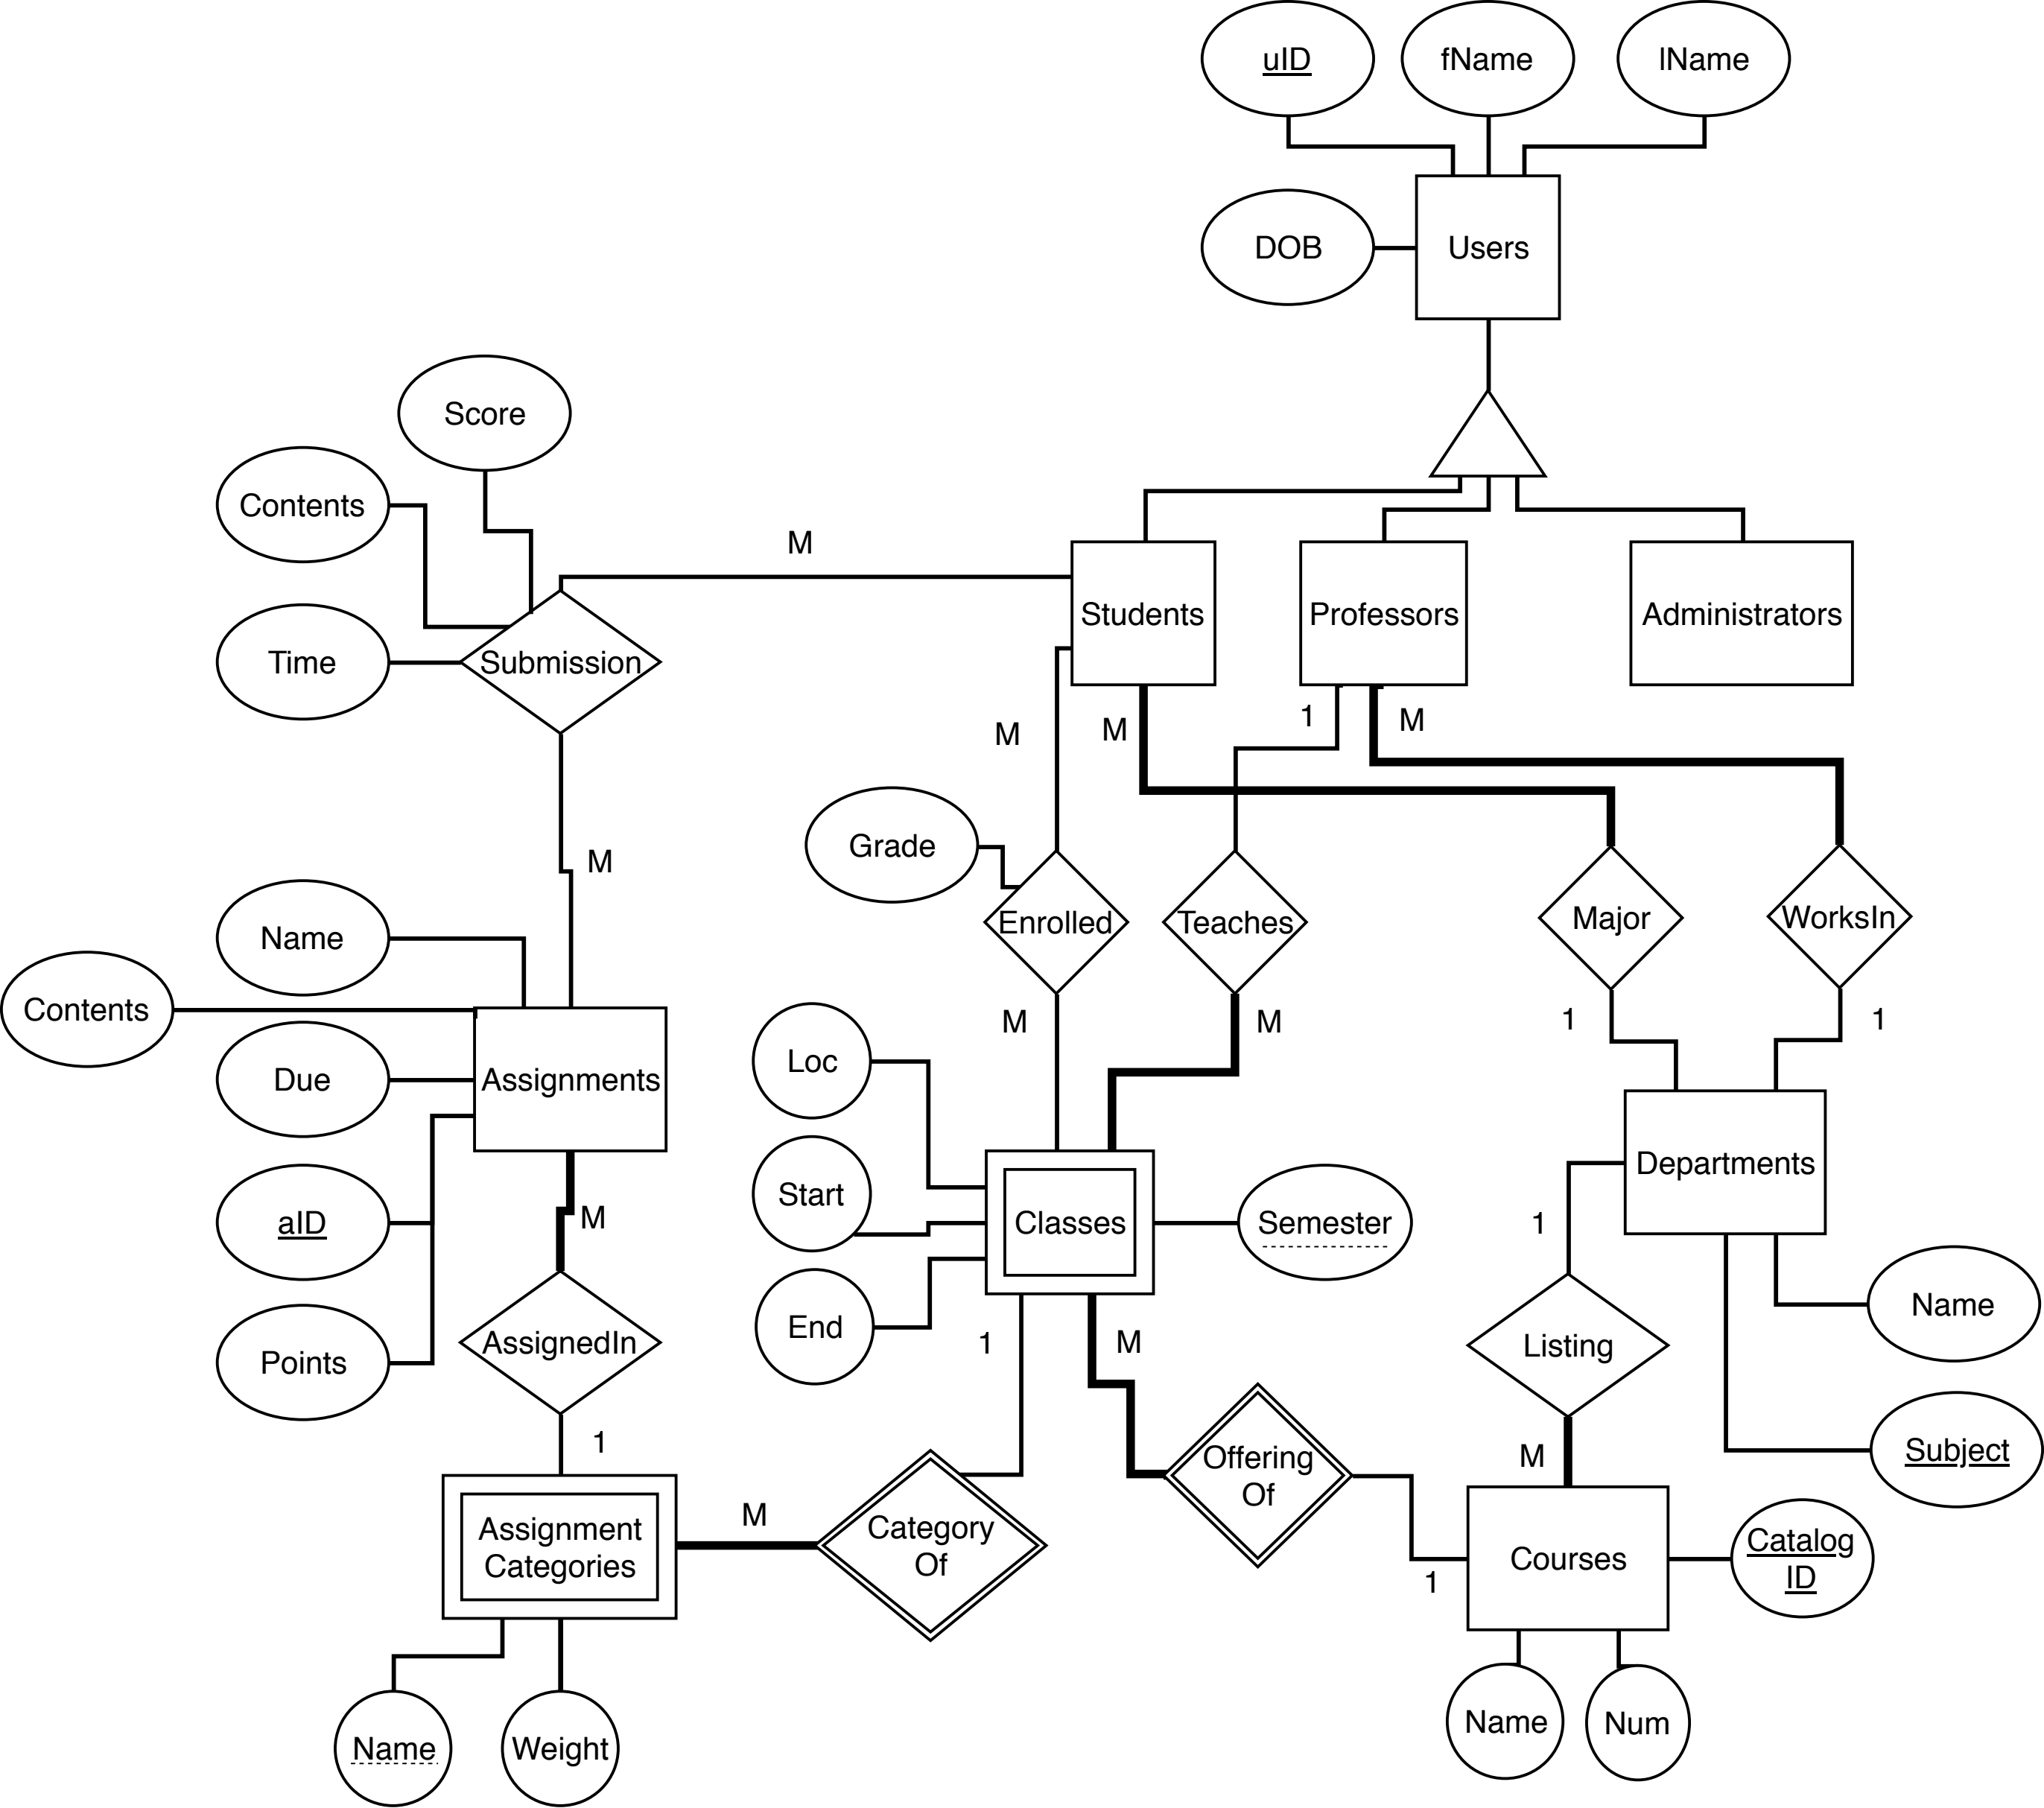 uID
fName
lName
DOB
Users
Score
Contents
M
Time
Submission
Students
Professors
Administrators
M
M
1
M
M
Grade
Name
Enrolled
Teaches
Major
WorksIn
Contents
M
M
1
1
Loc
Due
Assignments
Departments
Start
aID
M
Classes
Semester
1
Name
End
Points
AssignedIn
1
M
Listing
1
M
Subject
Offering
Of
M
Assignment
Categories
Category
Of
1
Courses
Catalog
ID
Name
Weight
Name
Num